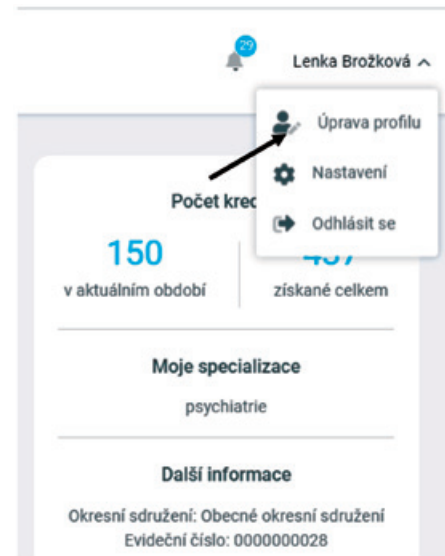 29
Lenka Brožková
Úprava profilu
Nastavení
Odhlásit se
Počet
150
v aktuálním období
získané celkem
Moje specializace
psychiatrie
Další informace
Okresní sdružení: Obecné okresní sdružení
Evideční číslo: 0000000028